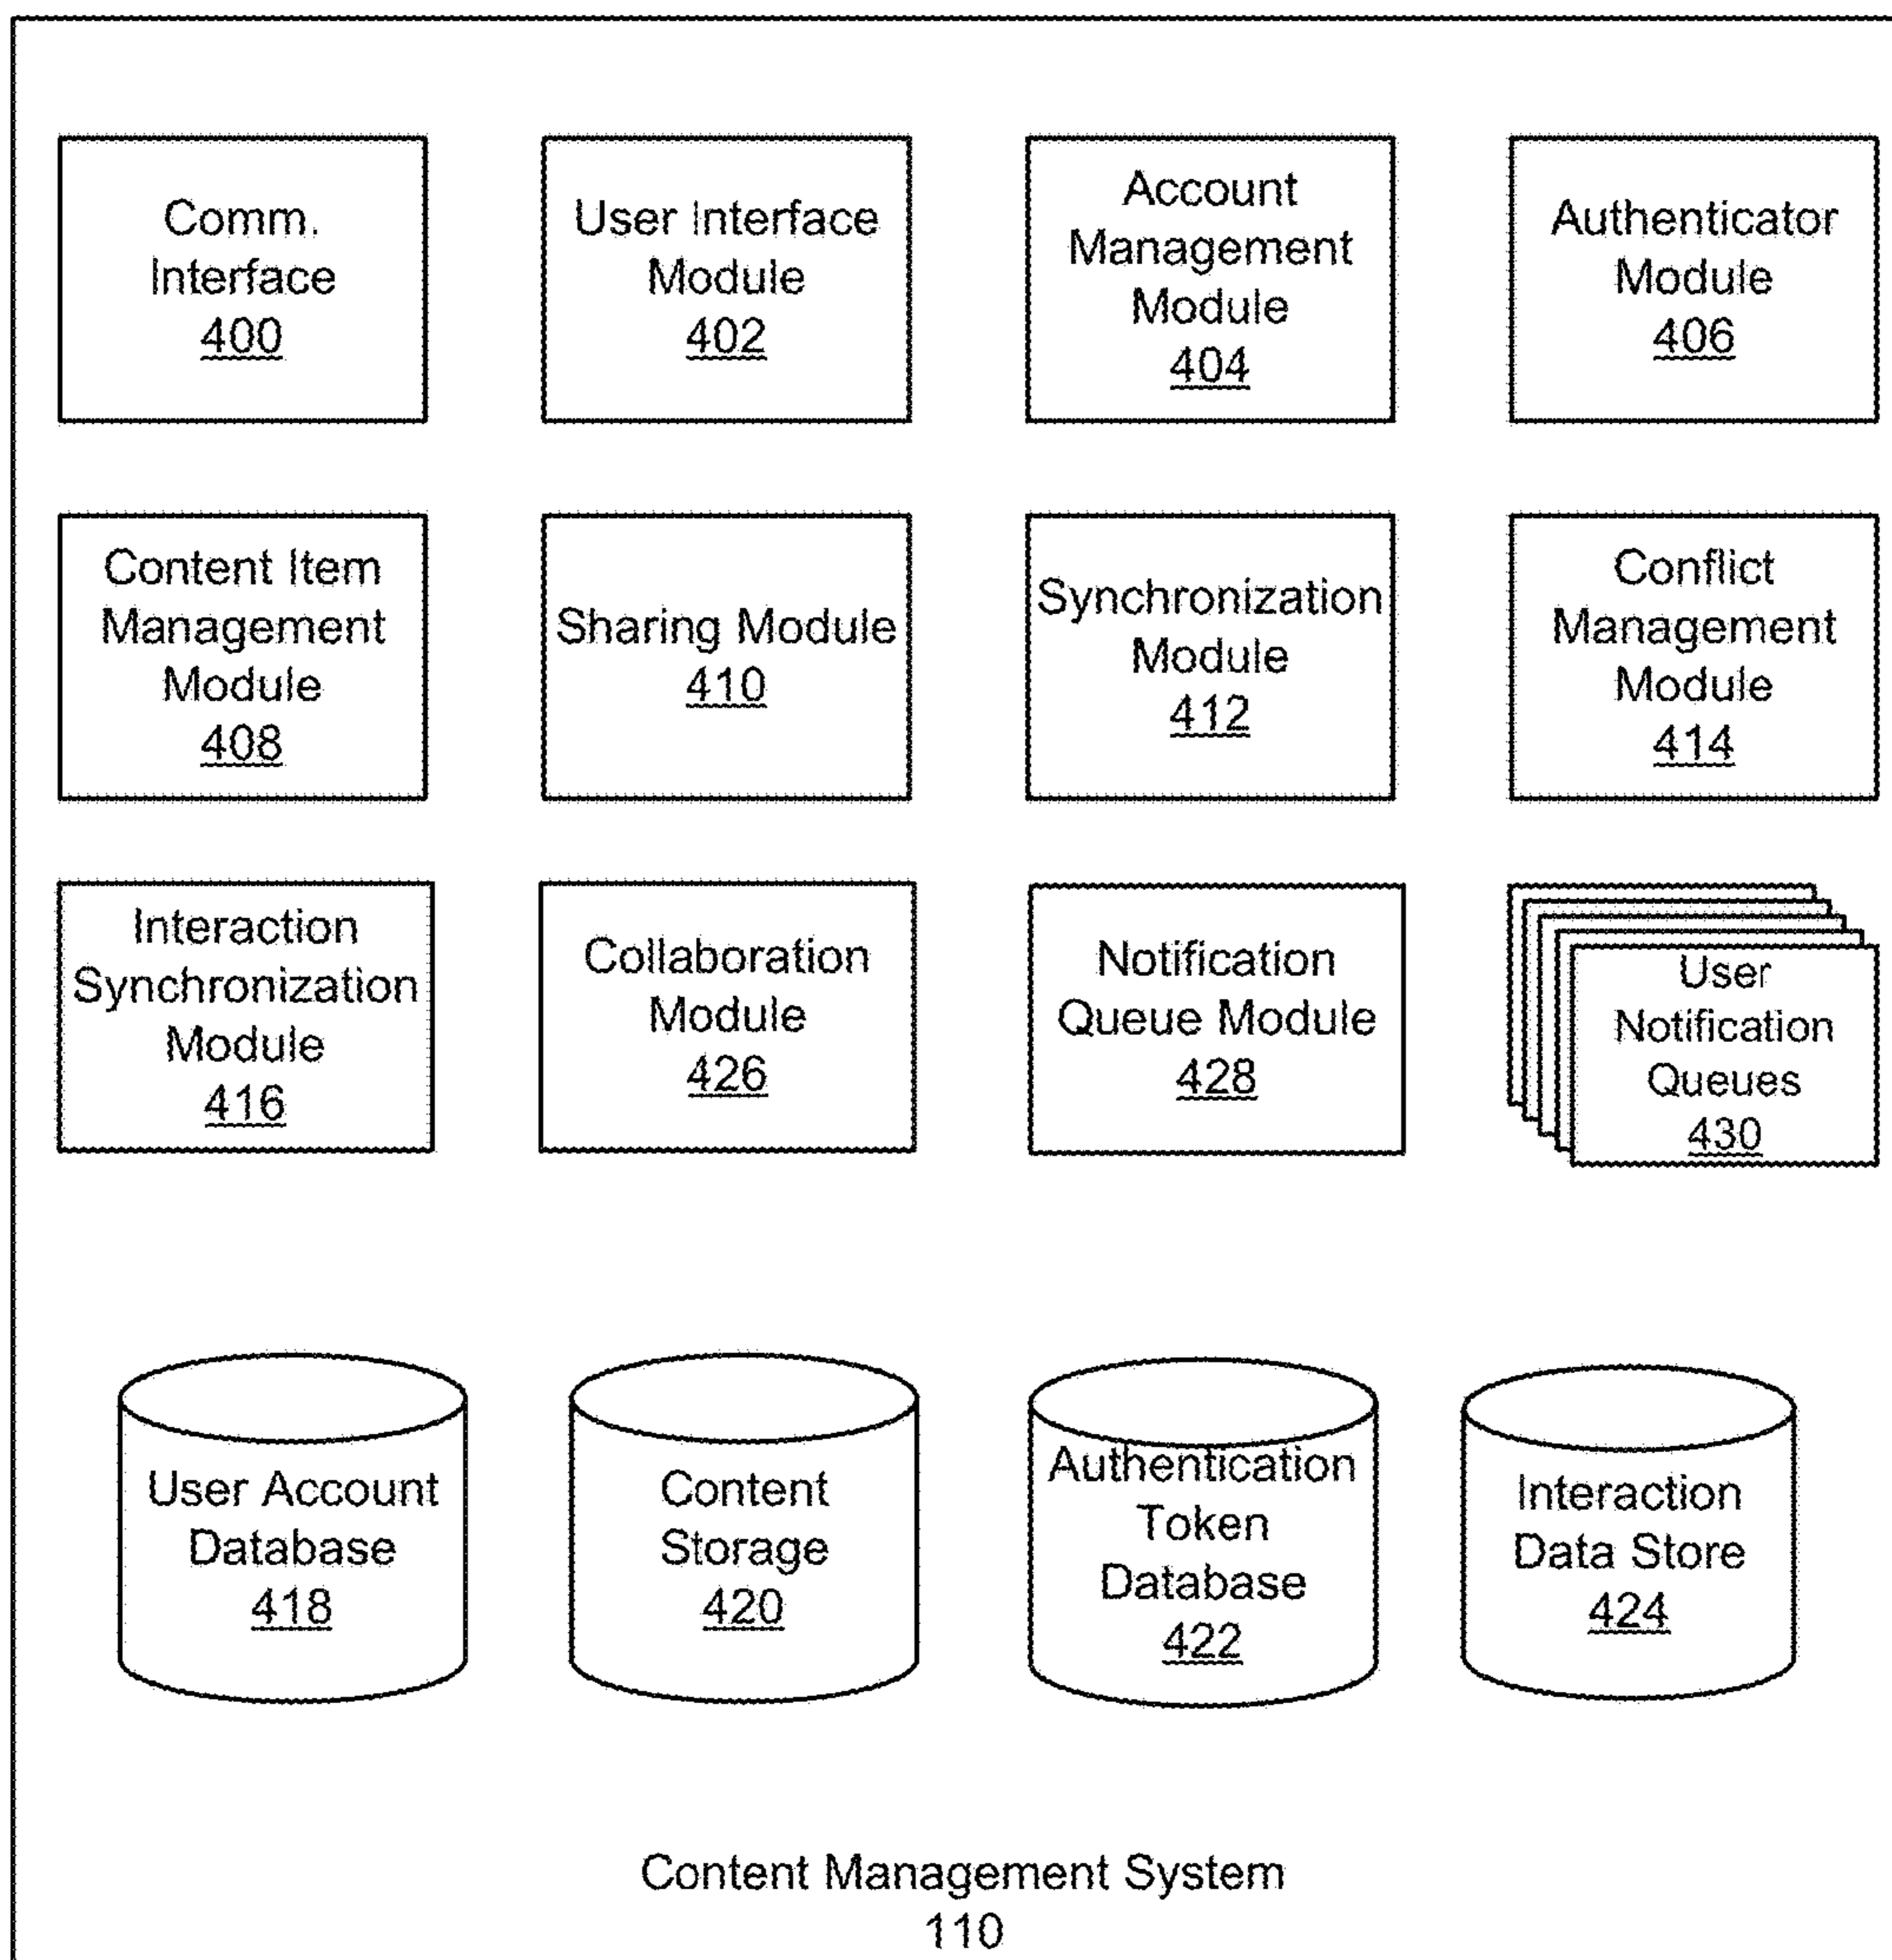 Comm.
Interface
400
User Interface
Module
402
Account
Management
Module
404
Authenticator
Module
406
Content Item
Management
Module
408
Sharing Module
410
Synchronization
Module
412
Conflict
Management
Module
414
Interaction
Synchronization
Module
416
Collaboration
Module
426
Notification
Queue Module
428
User
Notification
Queues
430
User Account
Database
418
Content
Storage
420
Authentication
Token
Database
422
Interaction
Data Store
424
Content Management System
110